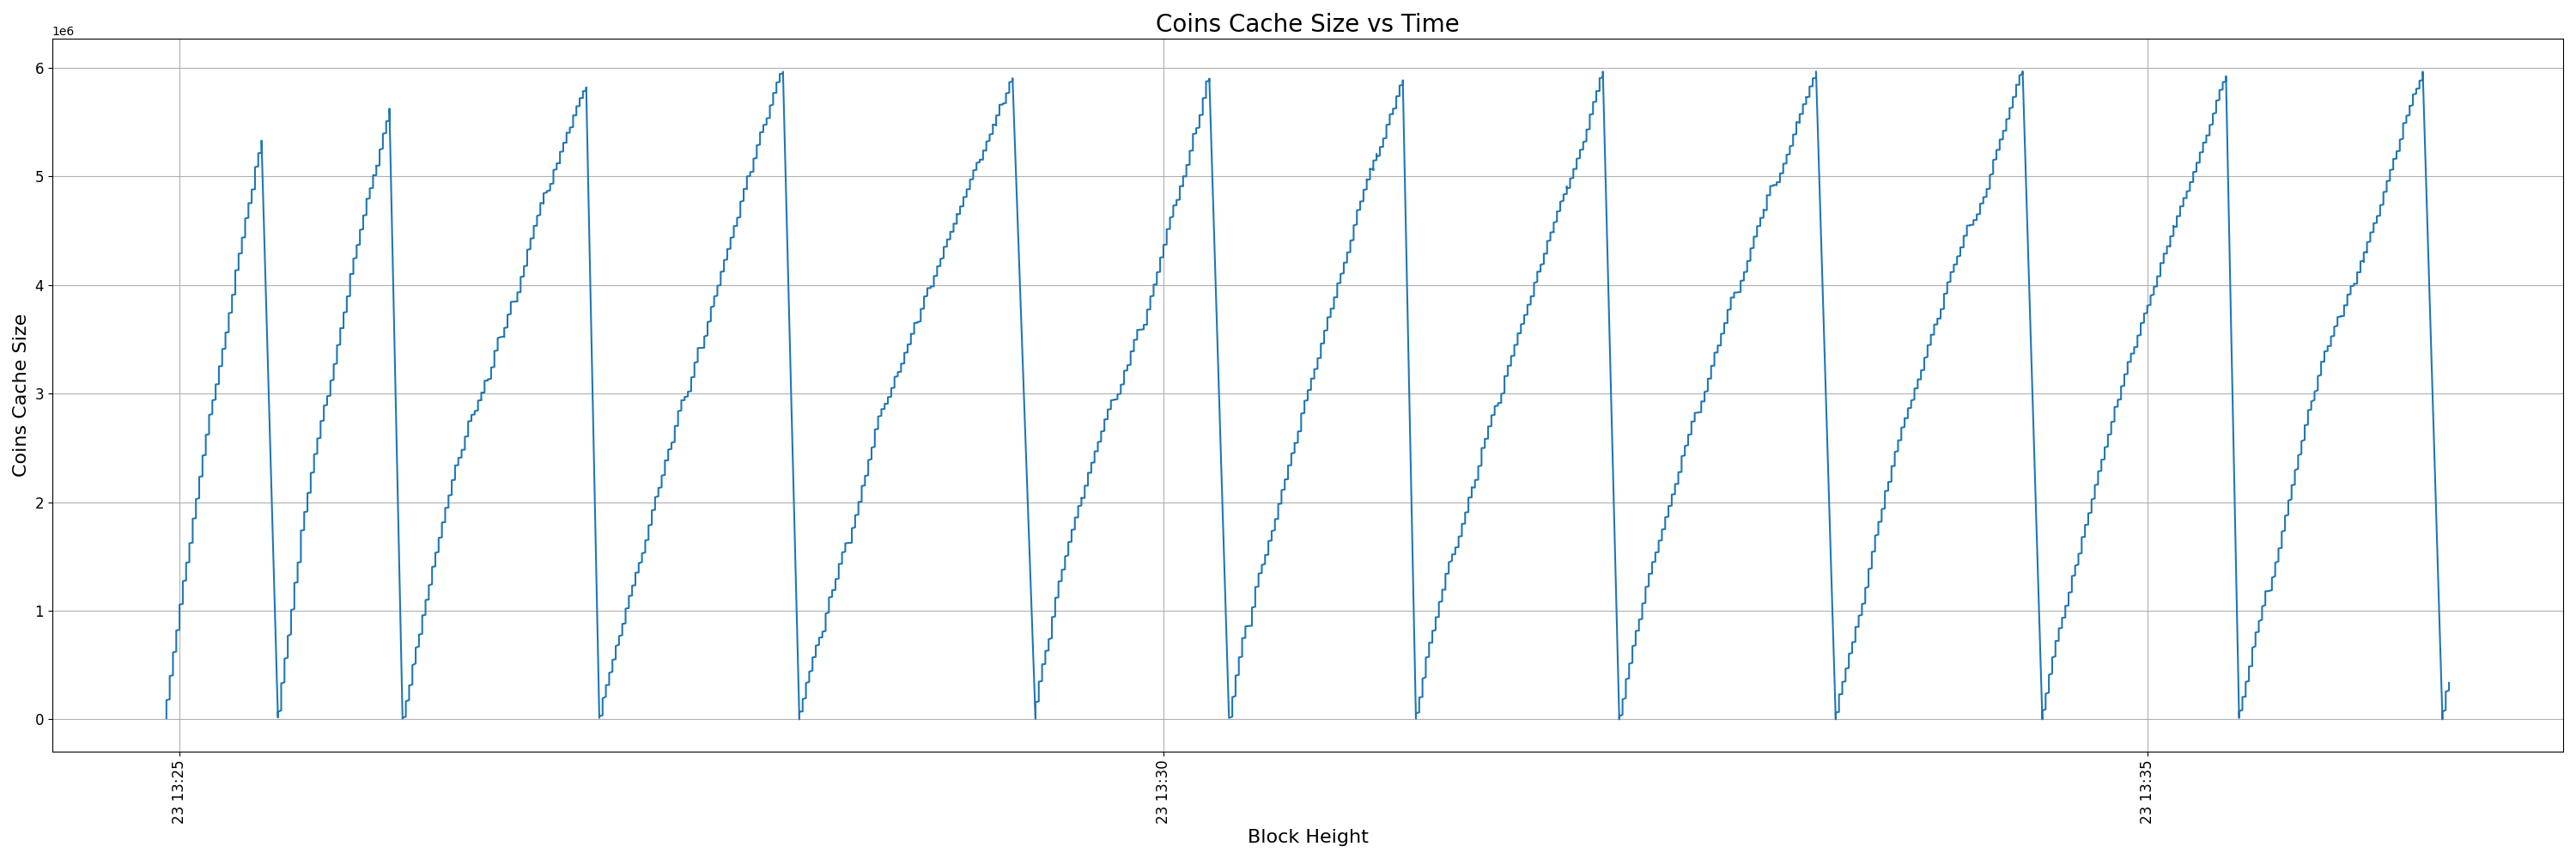 Coins Cache Size vs Time
1e6
6
5
4
3
2
1
0
Coins Cache Size
23 13:25
23 13:30
23 13:35
Block Height